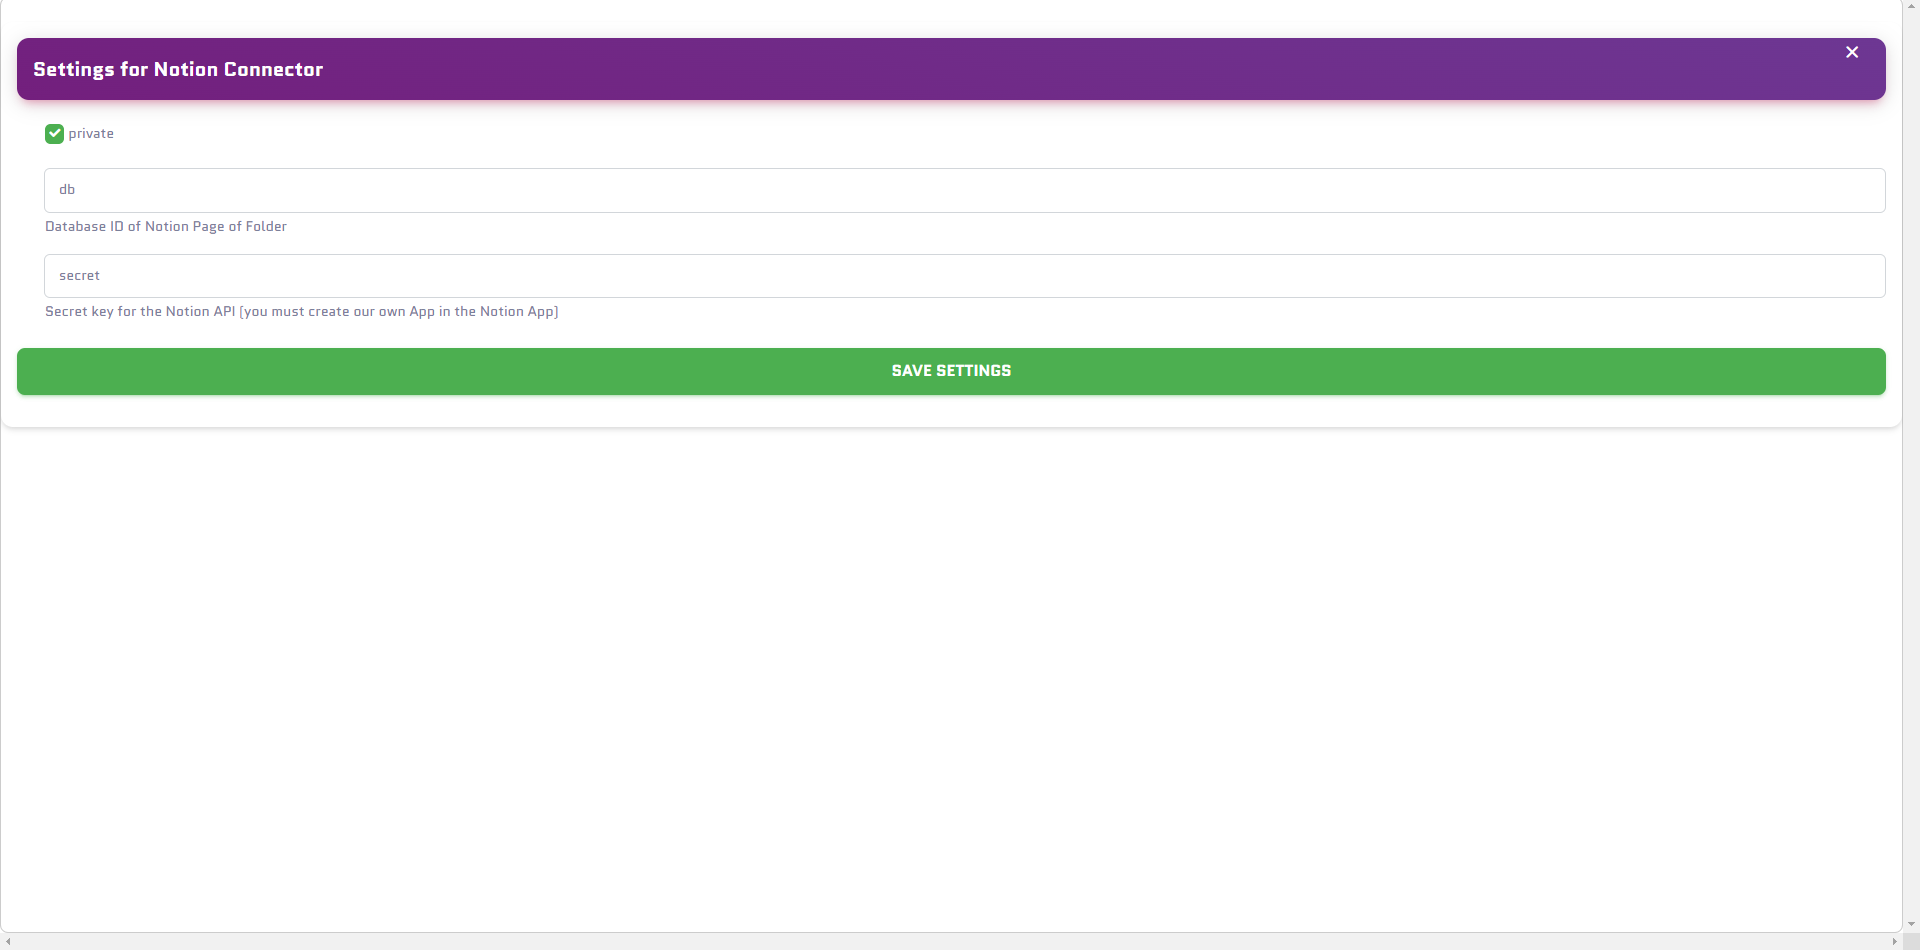 Settings for Notion Connector
private
db
Database ID of Notion Page of Folder
secret
Secret key for the Notion API (you must create our own App in the Notion App)
SAVE SETTINGS